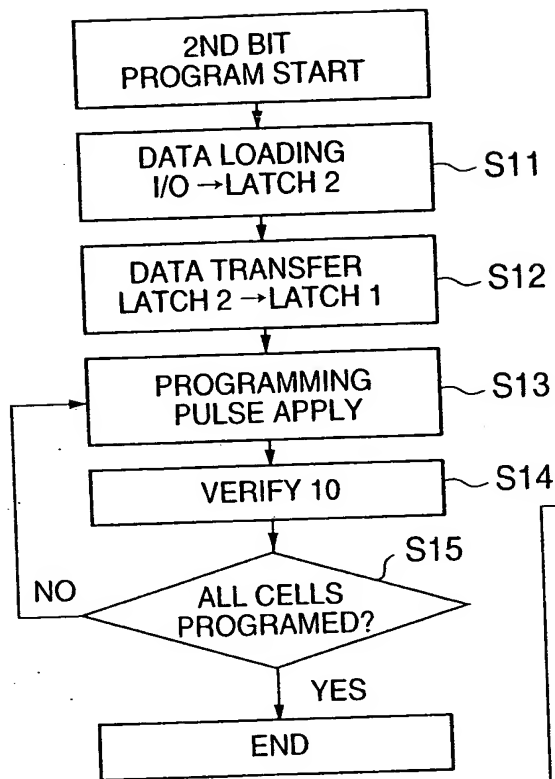 2ND BIT
PROGRAM START
DATA LOADING
I/O → LATCH 2
S11
DATA TRANSFER
LATCH 2 → LATCH 1
S12
PROGRAMMING
PULSE APPLY
S13
VERIFY 10
S14
ALL CELLS
PROGRAMED?
S15
NO
YES
END